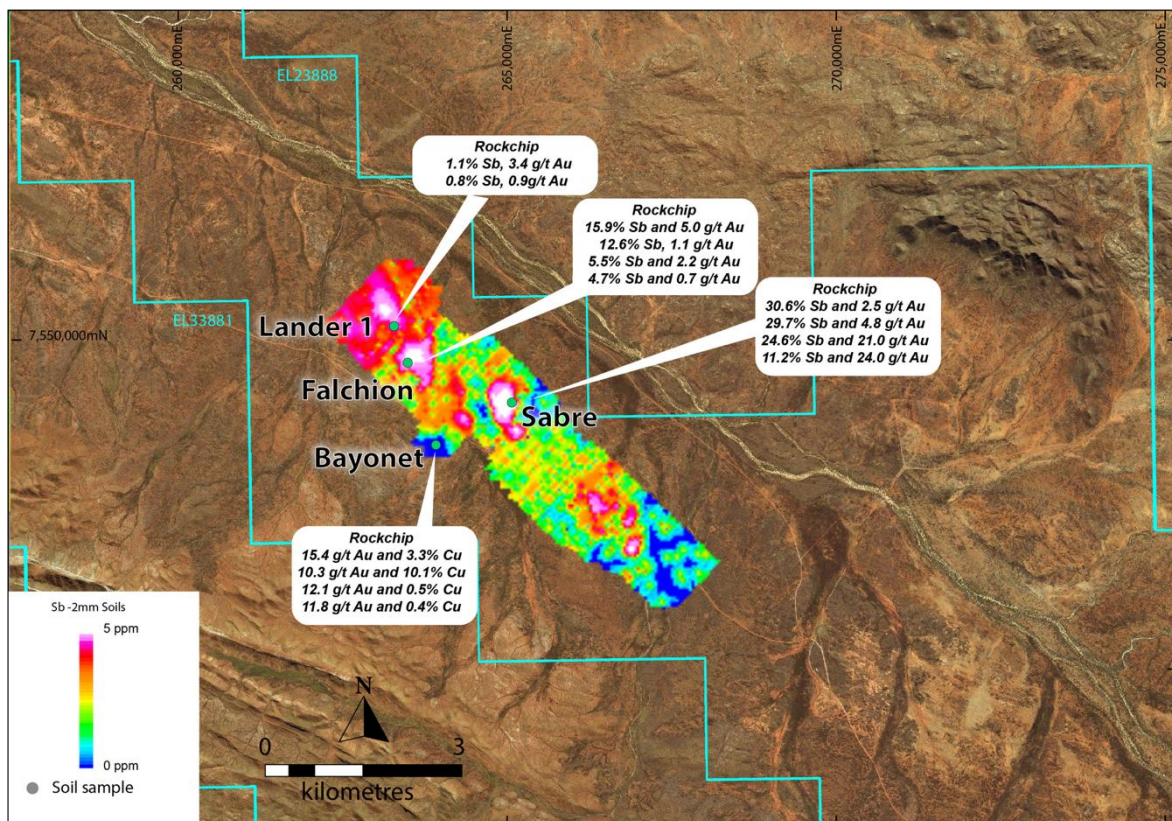 260,000mE
265,000mE
270,000mE
275,000mE
EL23888
Rockchip
1.1% Sb, 3.4 g/t Au
0.8% Sb, 0.9g/t Au
Rockchip
15.9% Sb and 5.0 g/t Au
12.6% Sb, 1.1 g/t Au
5.5% Sb and 2.2 g/t Au
4.7% Sb and 0.7 g/t Au
Rockchip
30.6% Sb and 2.5 g/t Au
29.7% Sb and 4.8 g/t Au
24.6% Sb and 21.0 g/t Au
11.2% Sb and 24.0 g/t Au
EL33881
7,550,000mN
Lander 1
Falchion
Sabre
Bayonet
Rockchip
15.4 g/t Au and 3.3% Cu
10.3 g/t Au and 10.1% Cu
12.1 g/t Au and 0.5% Cu
11.8 g/t Au and 0.4% Cu
Sb -2mm Soils
5 ppm
0 ppm
Soil sample
N
0 3
kilometres